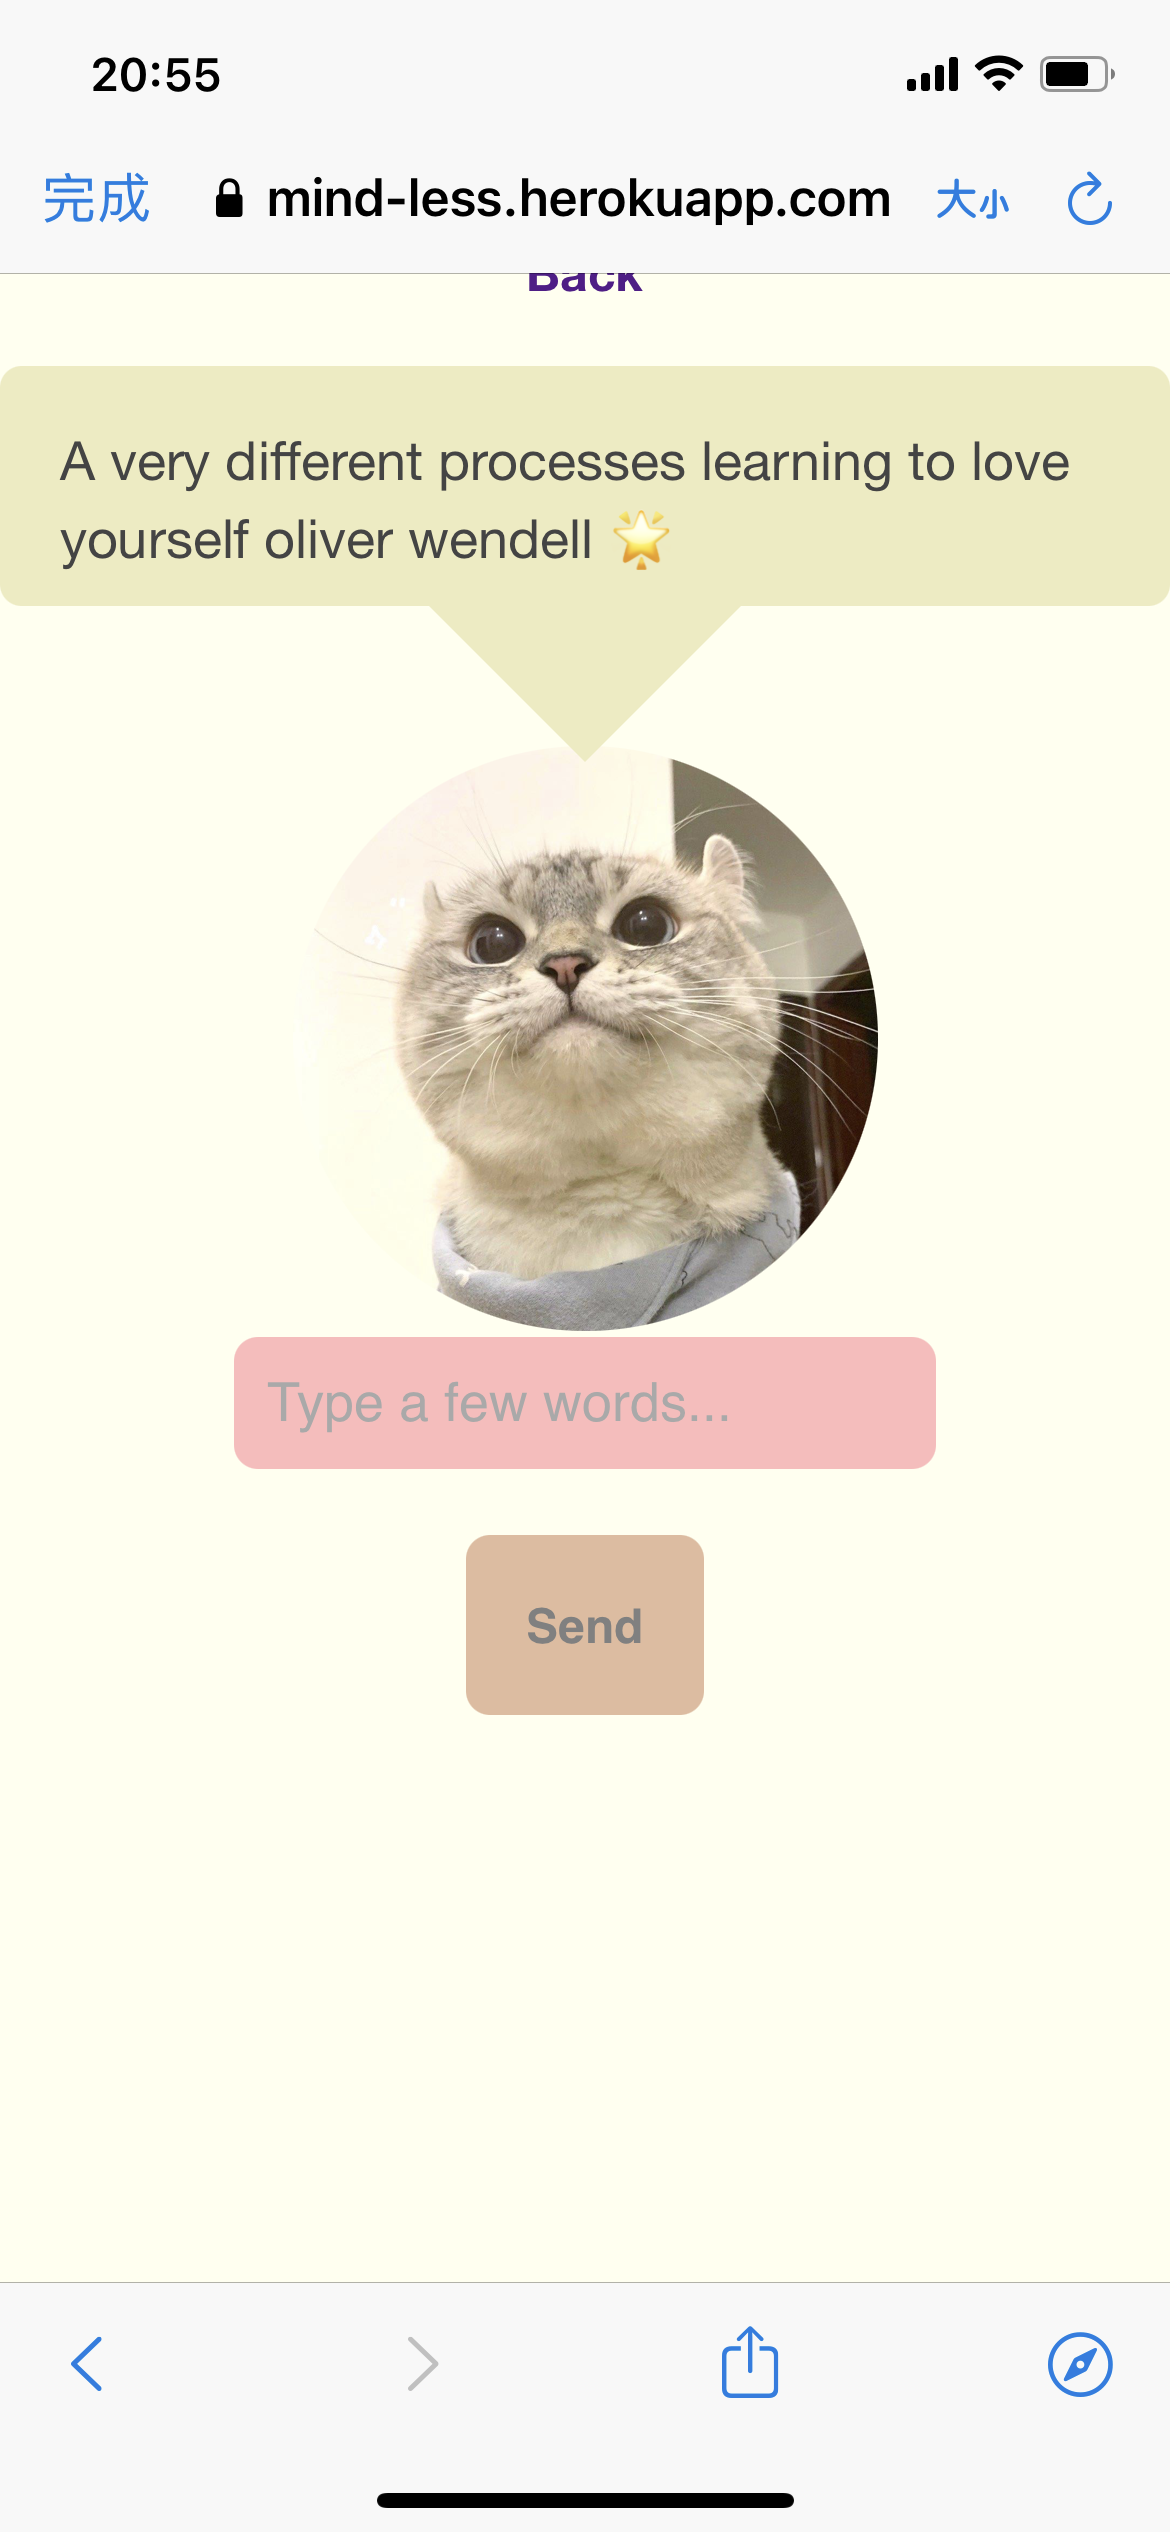 20:55
完成 mind-less.herokuapp.com 大小
Back
A very different processes learning to love
yourself oliver wendell 🌟
Type a few words...
Send